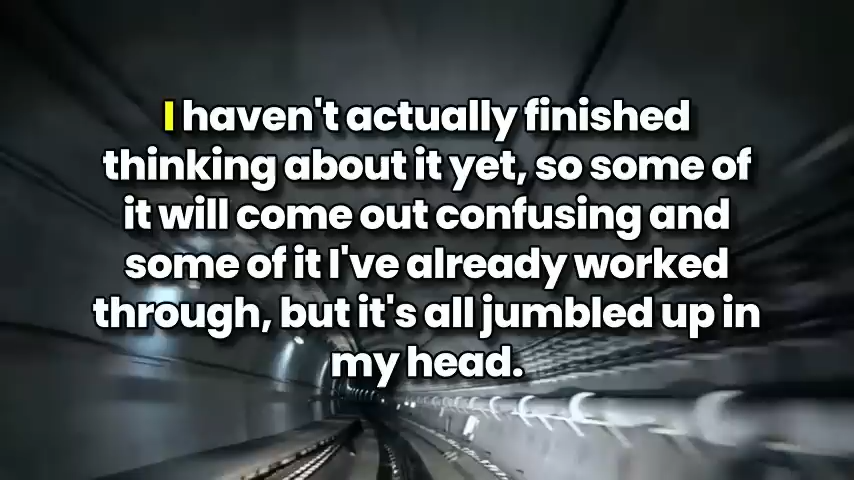 I haven't actually finished
thinking about it yet, so some of
it will come out confusing and
some of it I've already worked
through, but it's all jumbled up in
my head.